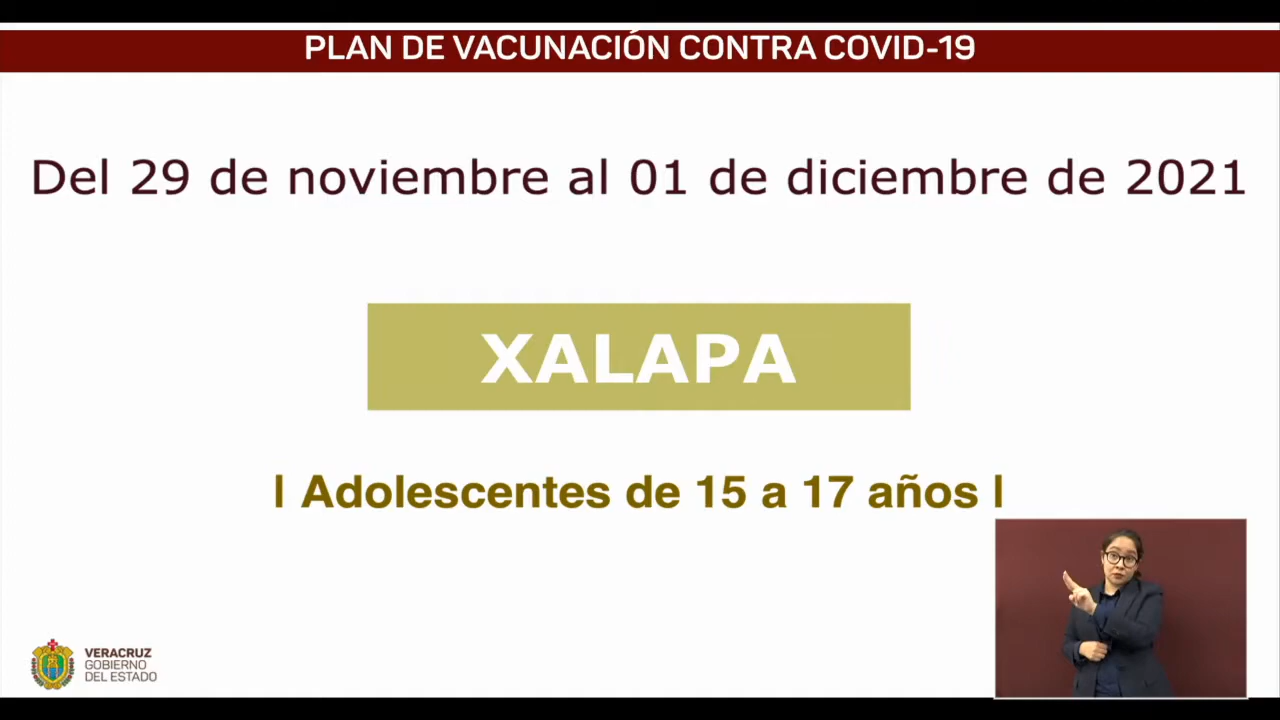 PLAN DE VACUNACIÓN CONTRA COVID-19
Del 29 de noviembre al 01 de diciembre de 2021
XALAPA
| Adolescentes de 15 a 17 años |
VERACRUZ
GOBIERNO
DEL ESTADO